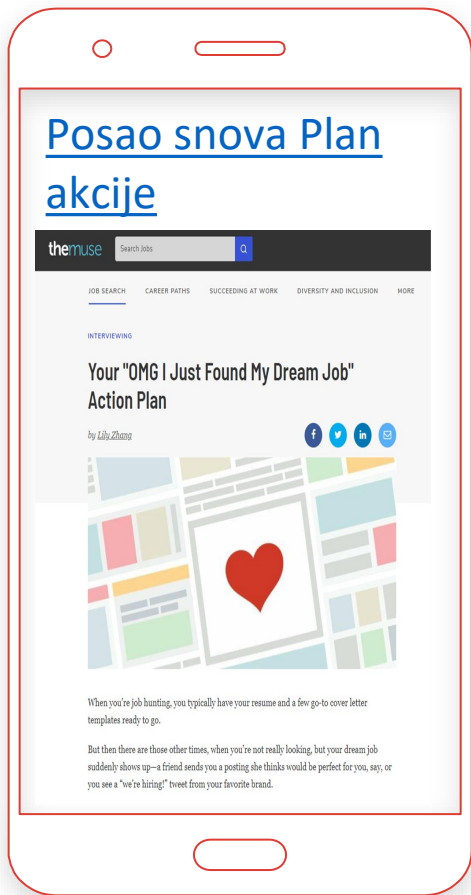 Posao snova Plan
akcije
themuse
Search Jobs
JOB SEARCH CAREER PATHS SUCCEEDING AT WORK DIVERSITY AND INCLUSION MORE
INTERVIEWING
Your "OMG I Just Found My Dream Job"
Action Plan
by Lily Zhang
When you're job hunting, you typically have your resume and a few go-to cover letter
templates ready to go.
But then there are those other times, when you're not really looking, but your dream job
suddenly shows up—a friend sends you a posting she thinks would be perfect for you, say, or
you see a "we're hiring!" tweet from your favorite brand.